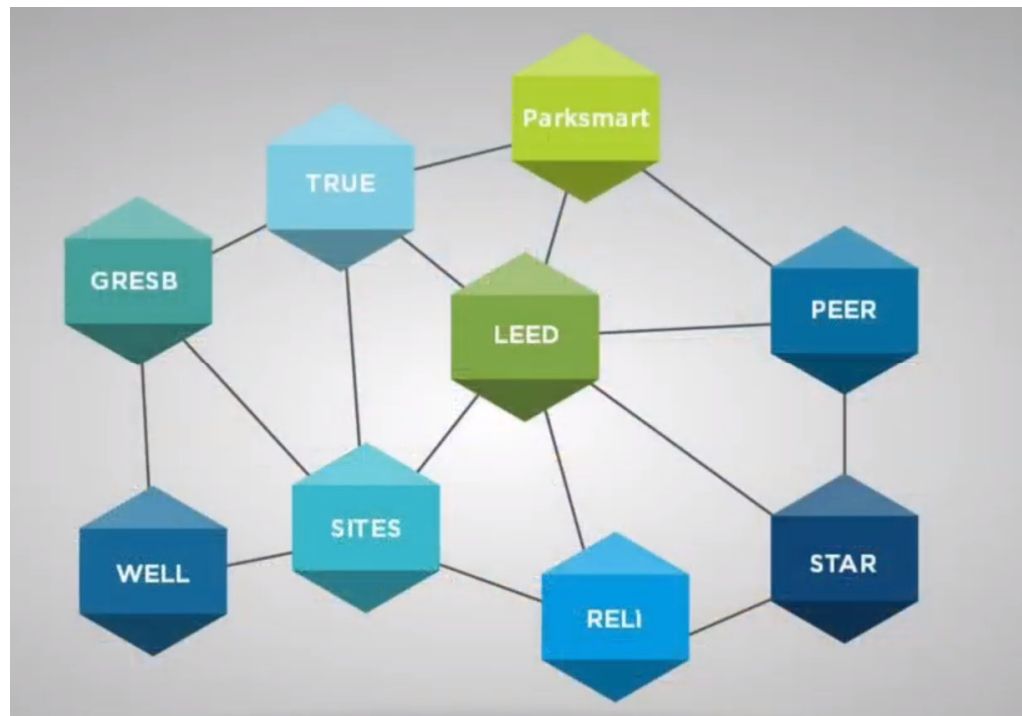 Parksmart
TRUE
GRESB
LEED
PEER
SITES
WELL
STAR
RELi